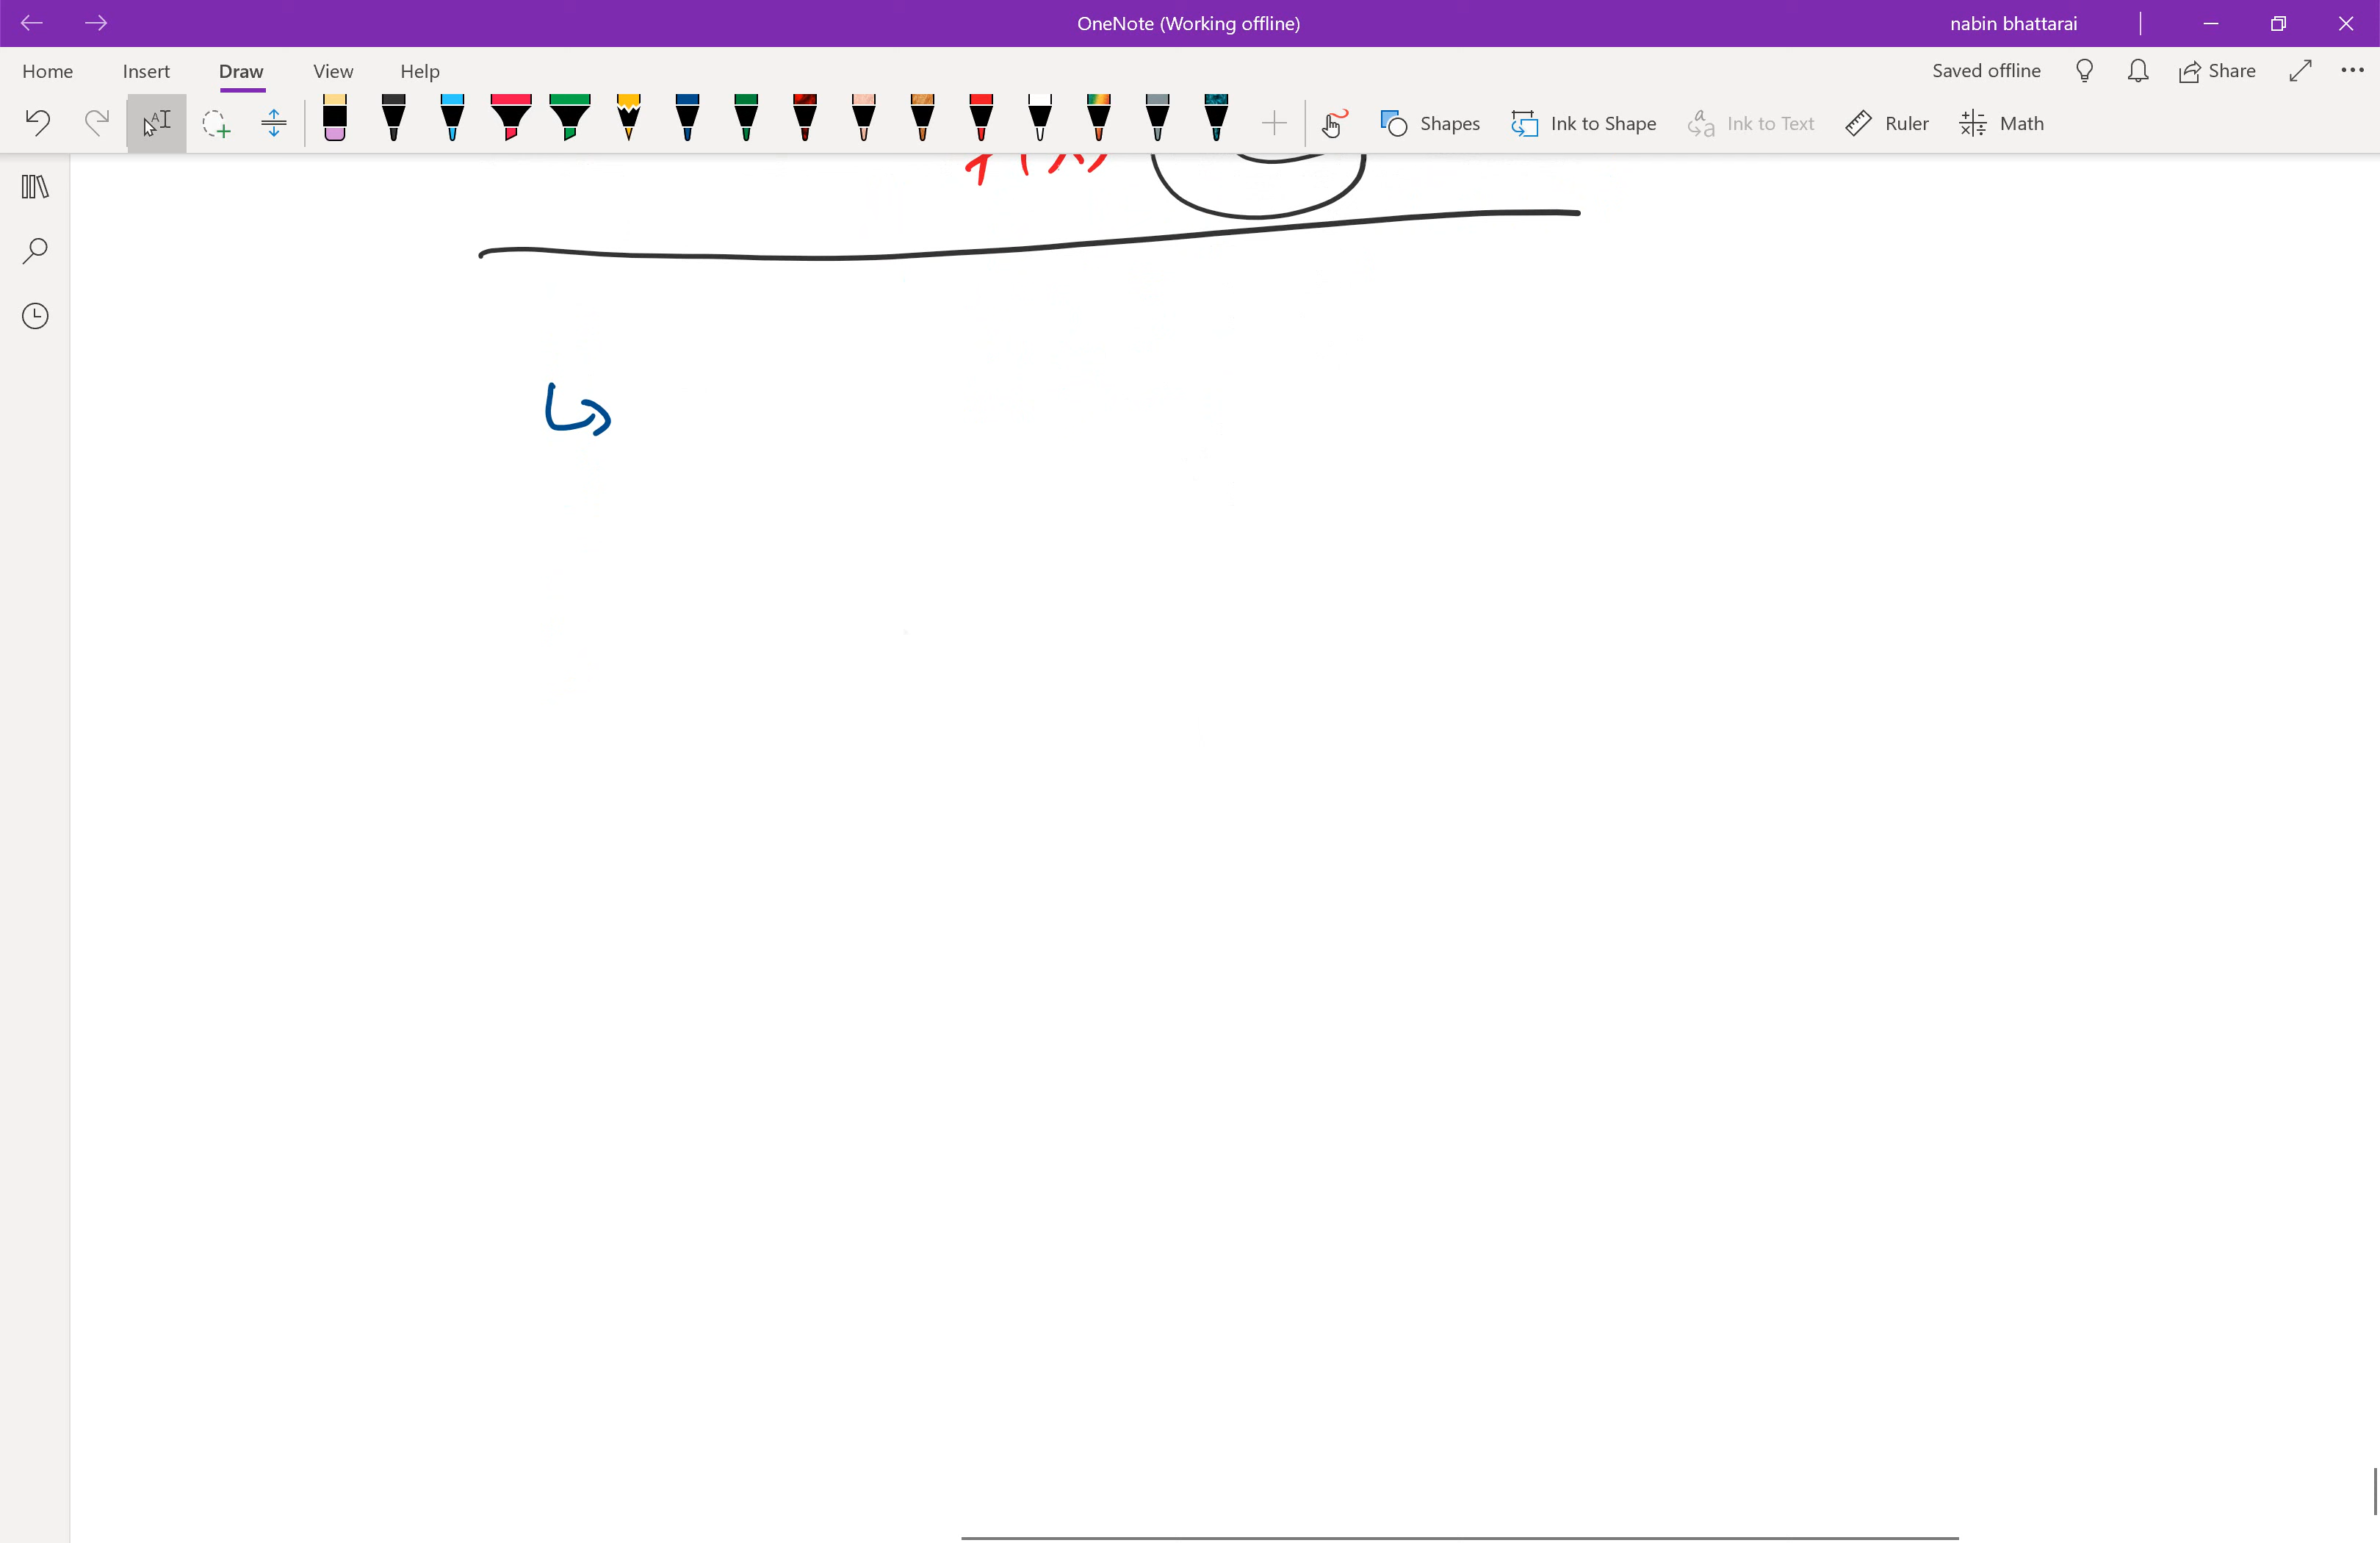 OneNote (Working offline)
nabin bhattarai
Home Insert Draw View Help
Saved offline Share
Shapes Ink to Shape Ink to Text Ruler Math